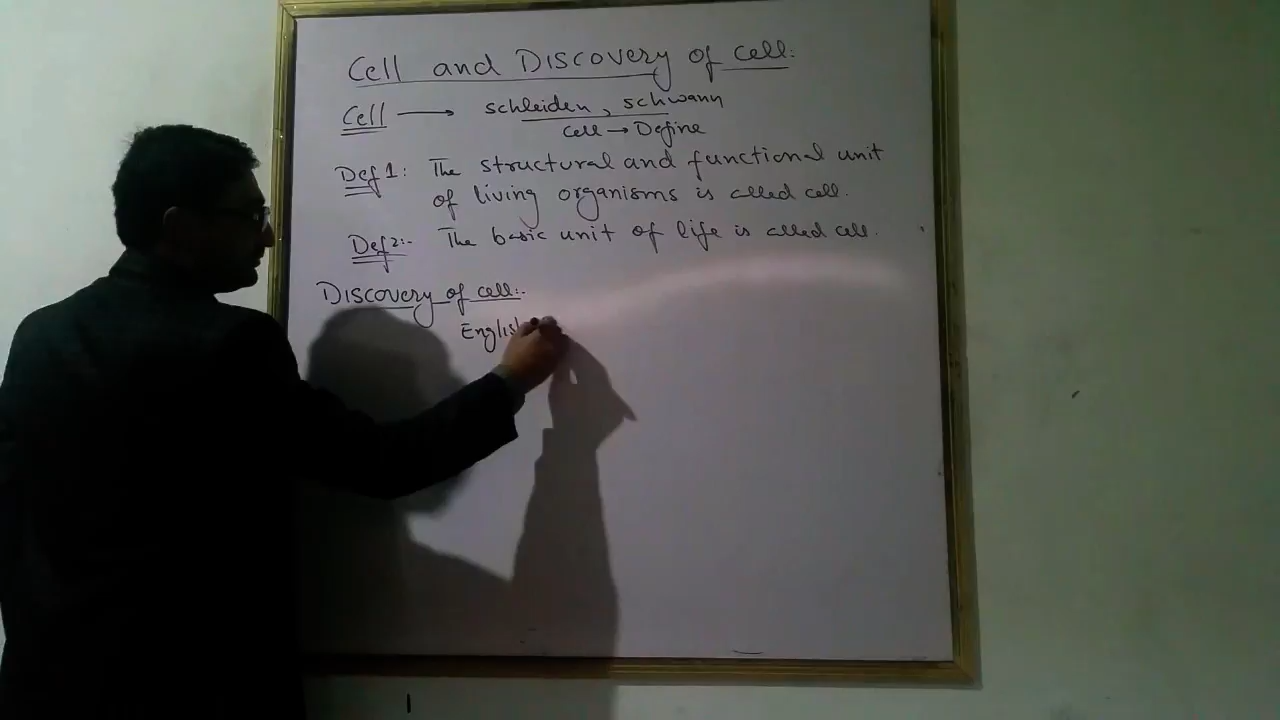 Cell and Discovery of cell:
Cell → schleiden, schwann
cell → Define
Def 1: The structural and functional unit
of living organisms is called cell.
Def 2:- The basic unit of life is called cell.
Discovery of cell:-
English